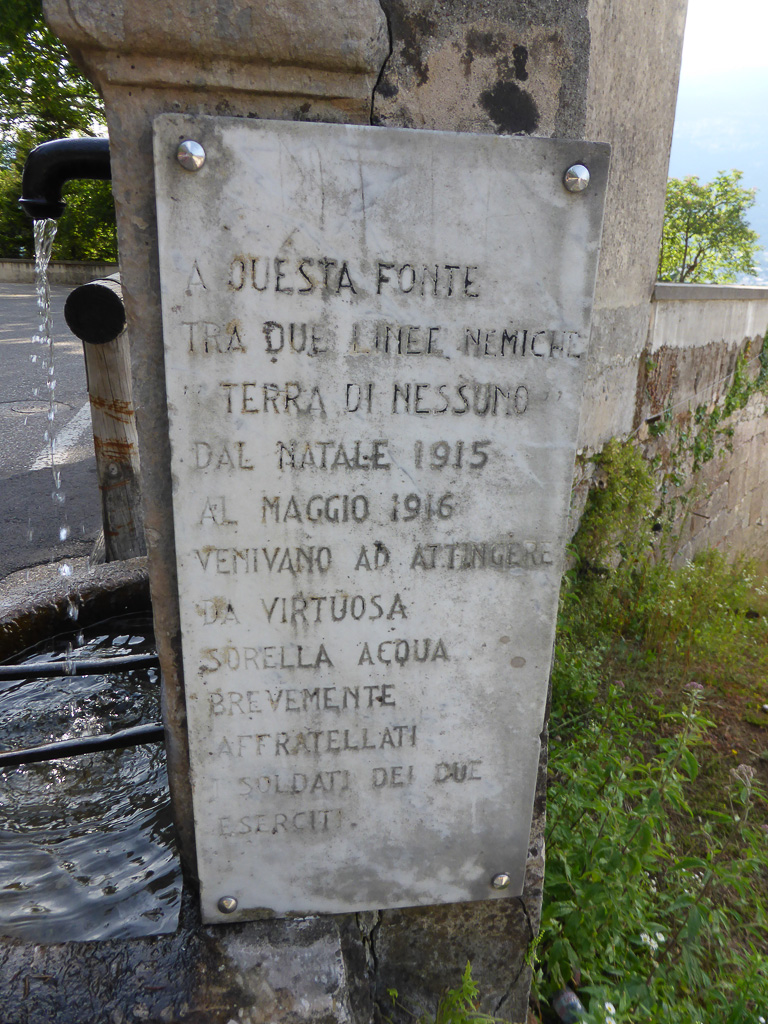 A QUESTA FONTE
TRA DUE LINEE NEMICHE
" TERRA DI NESSUNO "
DAL NATALE 1915
AL MAGGIO 1916
VENIVANO AD ATTINGERE
DA VIRTUOSA
SORELLA ACQUA
BREVEMENTE
AFFRATELLATI
I SOLDATI DEI DUE
ESERCITI.